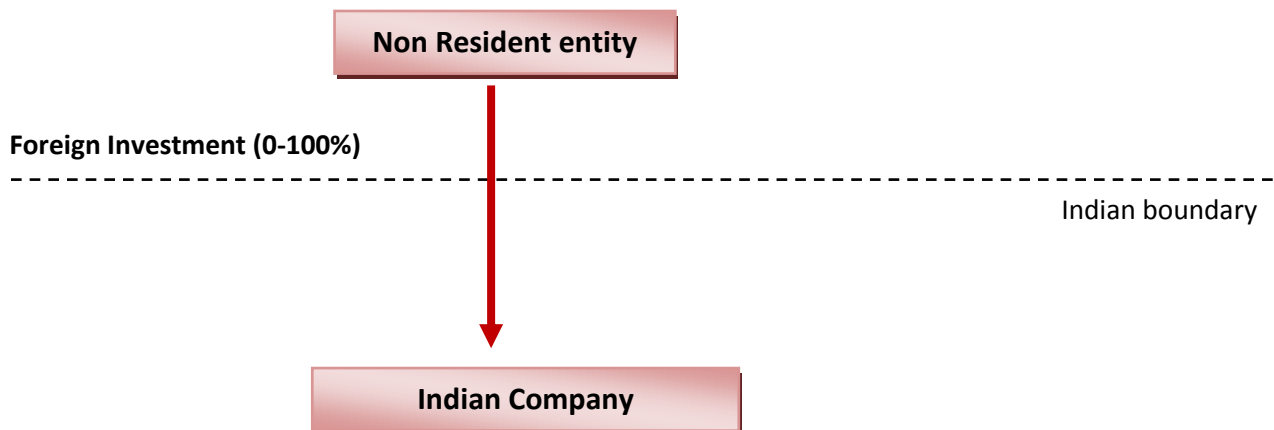 Non Resident entity
Foreign Investment (0-100%)
Indian boundary
Indian Company